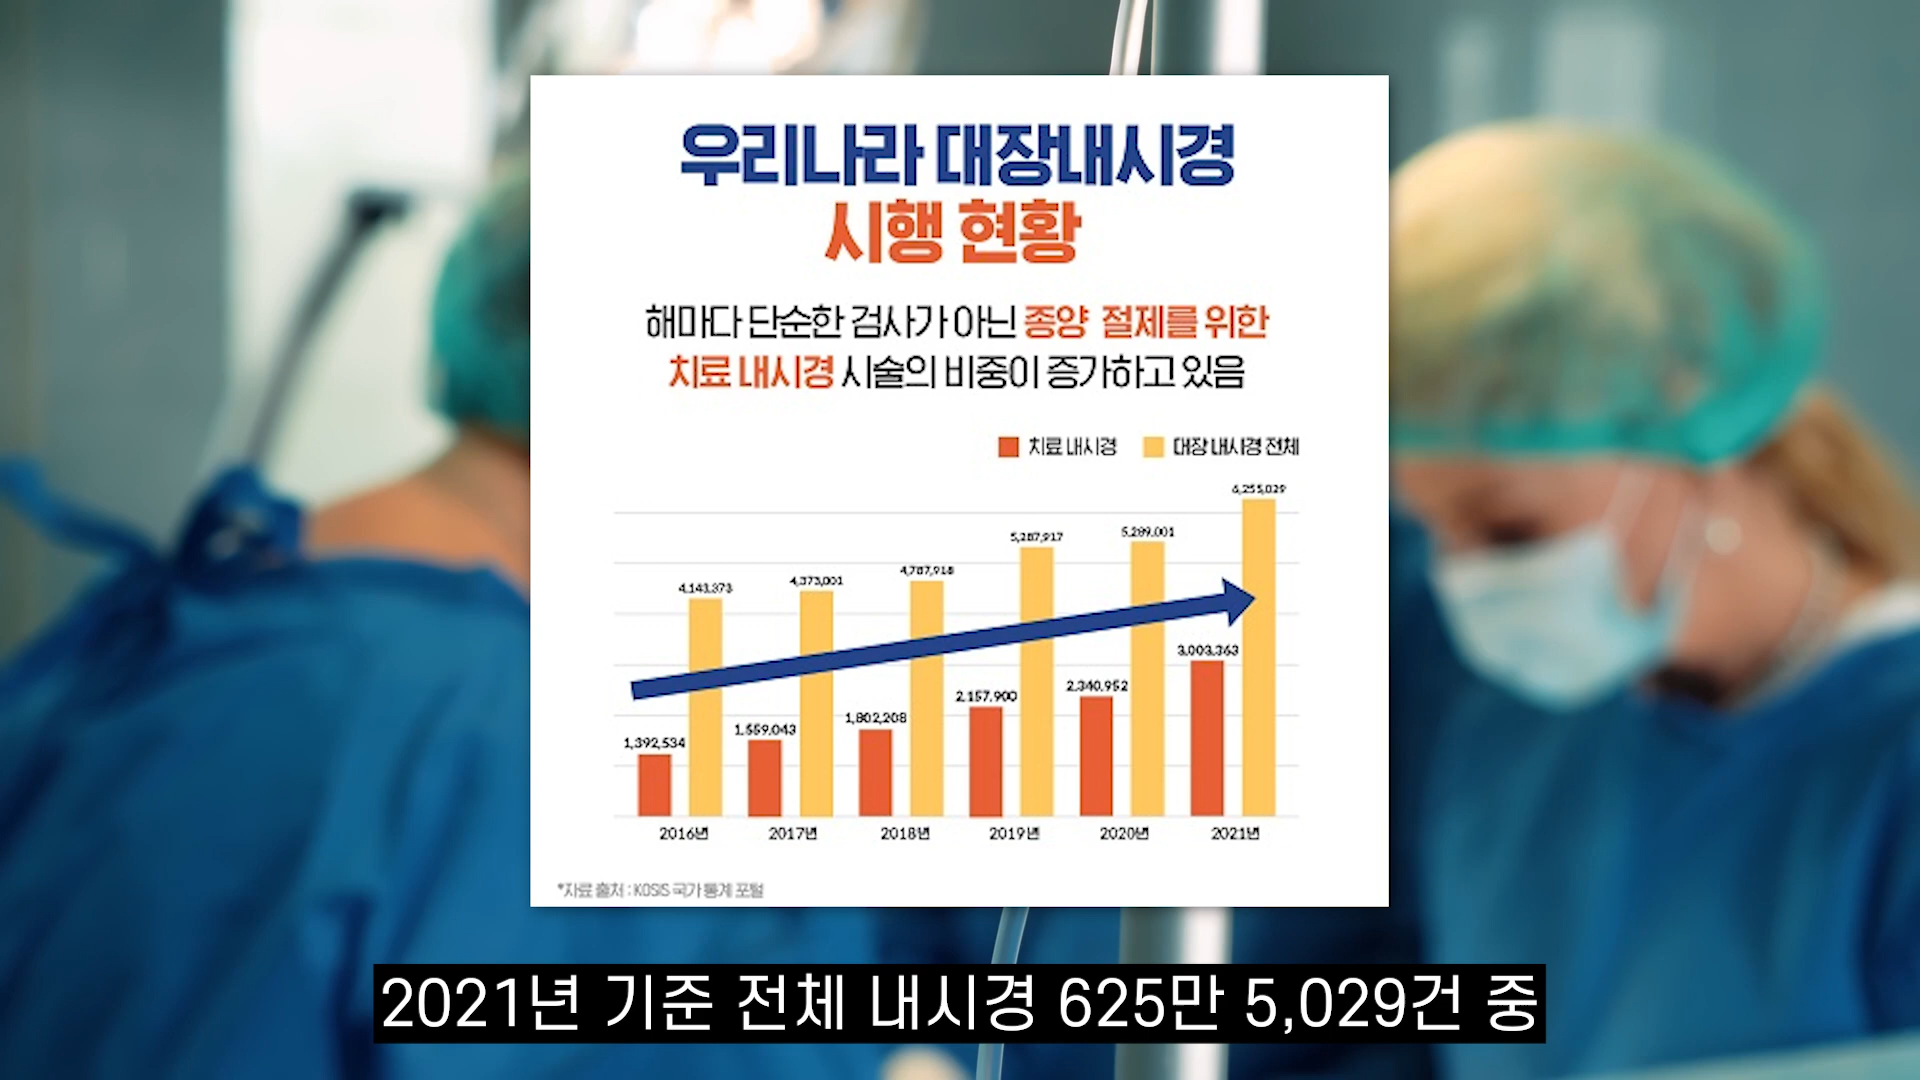 우리나라 대장내시경
시행 현황
해마다 단순한 검사가 아닌 종양 절제를 위한
치료 내시경 시술의 비중이 증가하고 있음
치료 내시경 대장 내시경 전체
6,255,029
5,287,917 5,289,001
4,143,373 4,373,001 4,787,918
3,003,363
2,157,900 2,340,952
1,392,534 1,559,043 1,802,208
2016년 2017년 2018년 2019년 2020년 2021년
*자료 출처 : KOSIS 국가 통계 포털
2021년 기준 전체 내시경 625만 5,029건 중